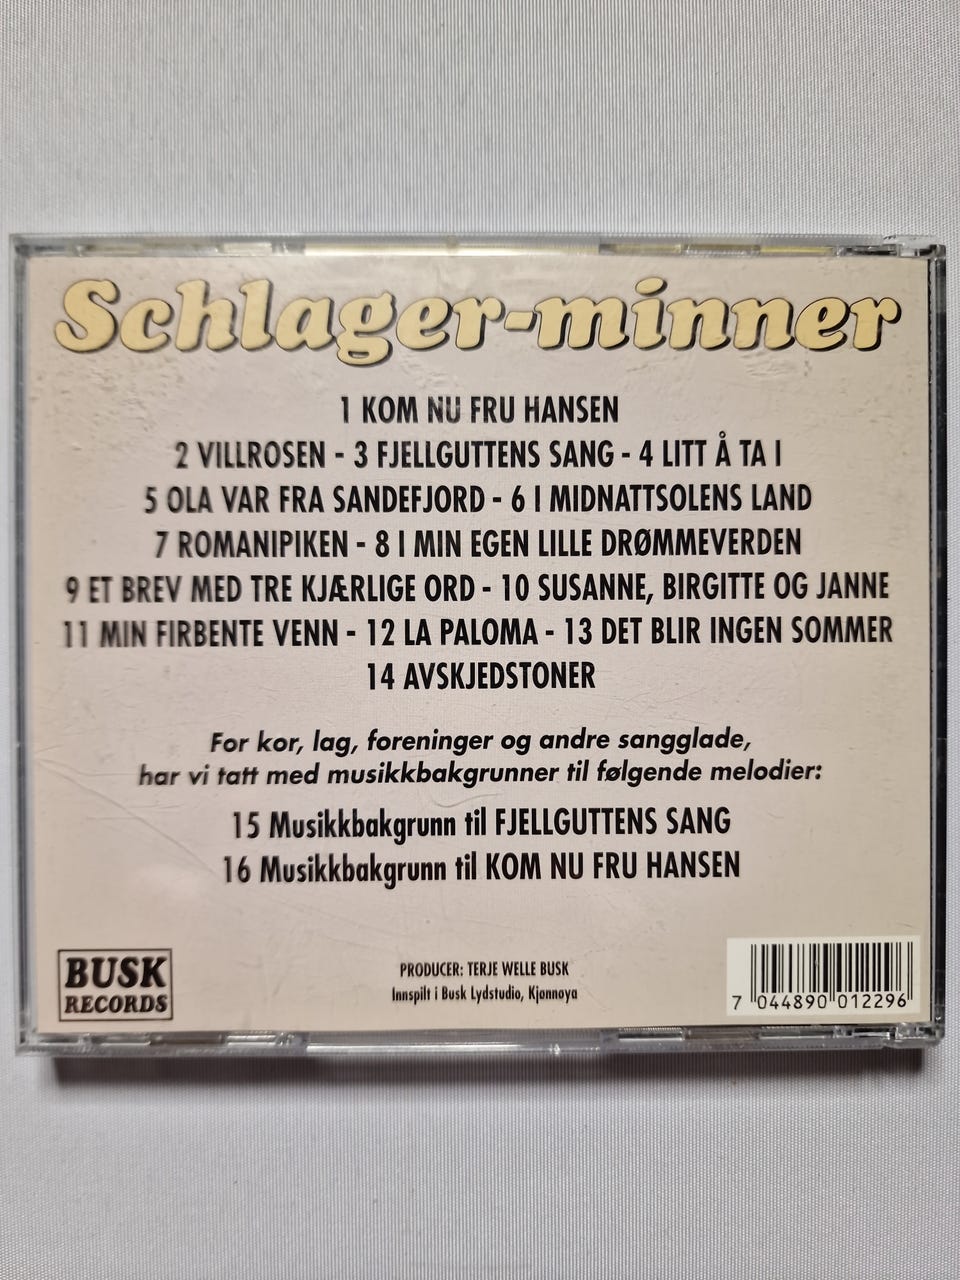 Schlager-minner
1 KOM NU FRU HANSEN
2 VILLROSEN - 3 FJELLGUTTENS SANG - 4 LITT Å TA I
5 OLA VAR FRA SANDEFJORD - 6 I MIDNATTSOLENS LAND
7 ROMANIPIKEN - 8 I MIN EGEN LILLE DRØMMEVERDEN
9 ET BREV MED TRE KJÆRLIGE ORD - 10 SUSANNE, BIRGITTE OG JANNE
11 MIN FIRBENTE VENN - 12 LA PALOMA - 13 DET BLIR INGEN SOMMER
14 AVSKJEDSTONER
For kor, lag, foreninger og andre sangglade,
har vi tatt med musikkbakgrunner til følgende melodier:
15 Musikkbakgrunn til FJELLGUTTENS SANG
16 Musikkbakgrunn til KOM NU FRU HANSEN
BUSK
RECORDS
PRODUCER: TERJE WELLE BUSK
Innspilt i Busk Lydstudio, Kjønnøya
7 044890 012296